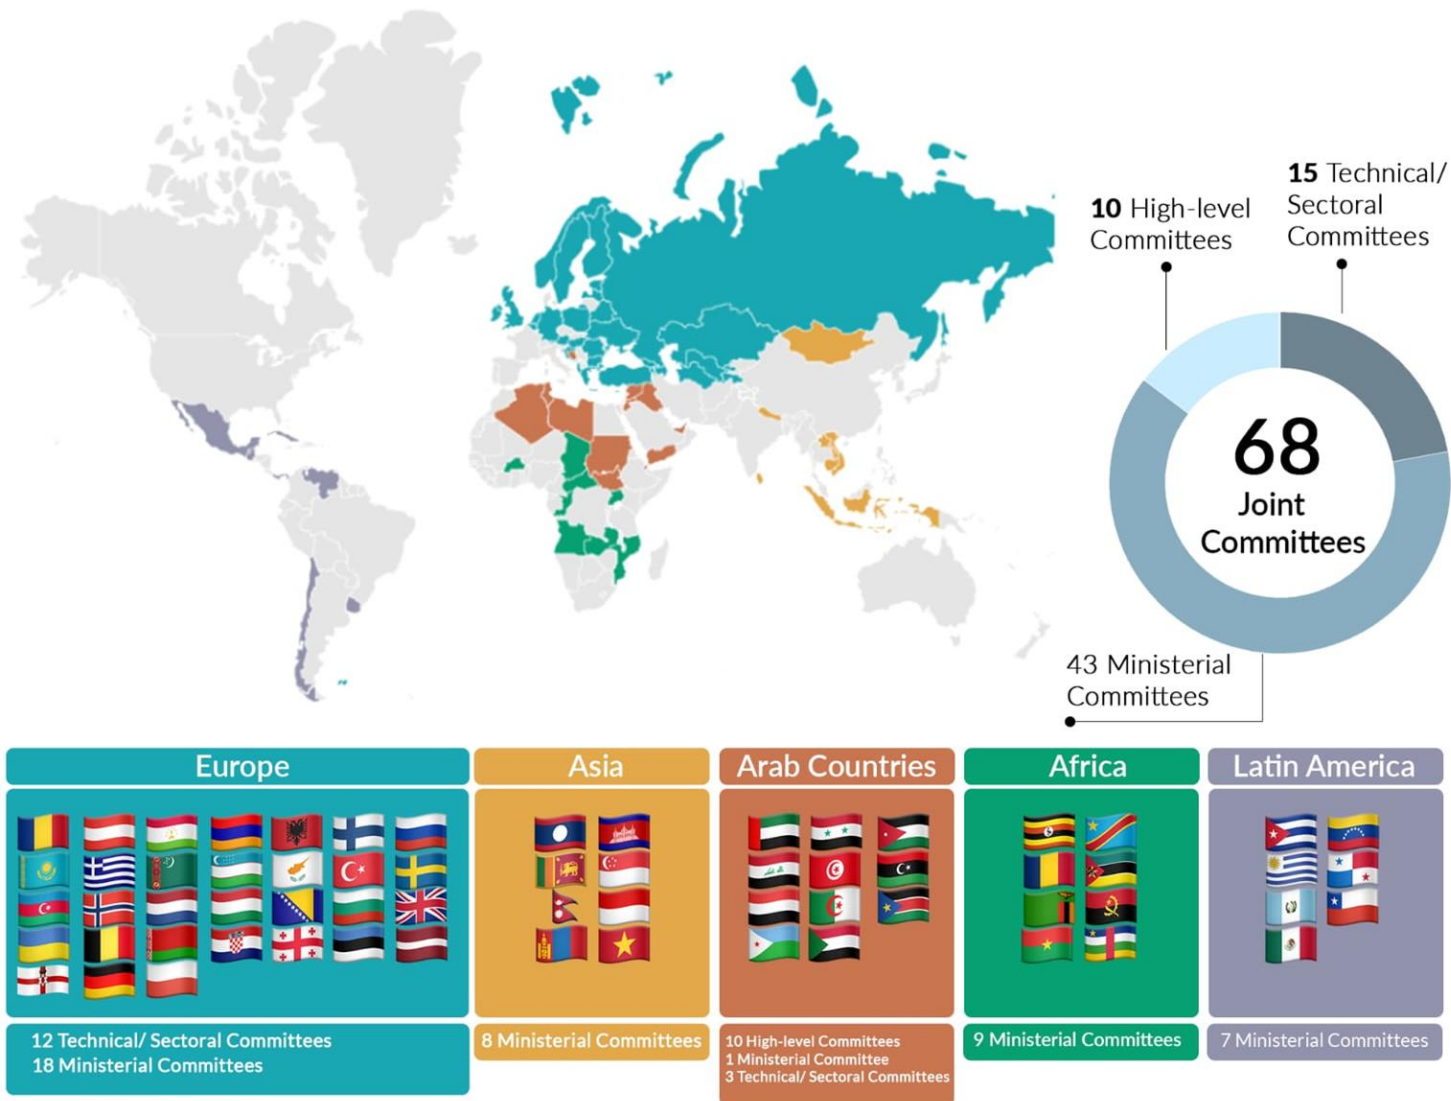 10 High-level
Committees
15 Technical/
Sectoral
Committees
68
Joint
Committees
43 Ministerial
Committees
Europe
12 Technical/ Sectoral Committees
18 Ministerial Committees
Asia
8 Ministerial Committees
Arab Countries
10 High-level Committees
1 Ministerial Committee
3 Technical/ Sectoral Committees
Africa
9 Ministerial Committees
Latin America
7 Ministerial Committees